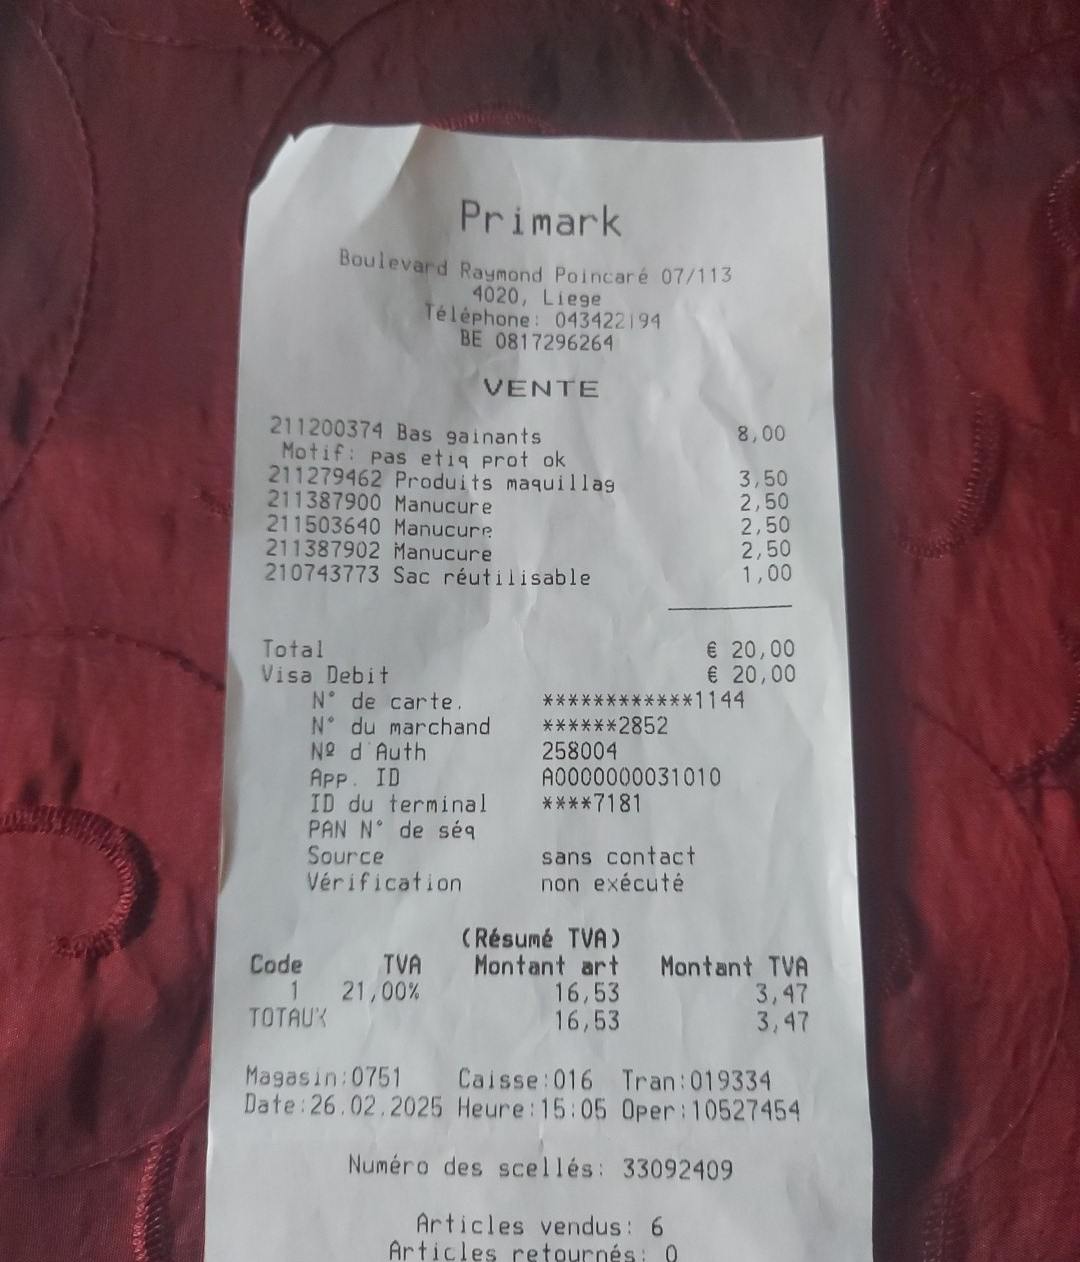 Primark
Boulevard Raymond Poincaré 07/113
4020, Liege
Téléphone: 043422194
BE 0817296264
VENTE
211200374 Bas gainants 8,00
Motif: pas etiq prot ok
211279462 Produits maquillag 3,50
211387900 Manucure 2,50
211503640 Manucure 2,50
211387902 Manucure 2,50
210743773 Sac réutilisable 1,00
Total € 20,00
Visa Debit € 20,00
N° de carte. ************1144
N° du marchand ******2852
Nº d'Auth 258004
App. ID A0000000031010
ID du terminal ****7181
PAN N° de séq
Source sans contact
Vérification non exécuté
(Résumé TVA)
Code TVA Montant art Montant TVA
1 21,00% 16,53 3,47
TOTAUX 16,53 3,47
Magasin:0751 Caisse:016 Tran:019334
Date:26.02.2025 Heure:15:05 Oper:10527454
Numéro des scellés: 33092409
Articles vendus: 6
Articles retournés: 0